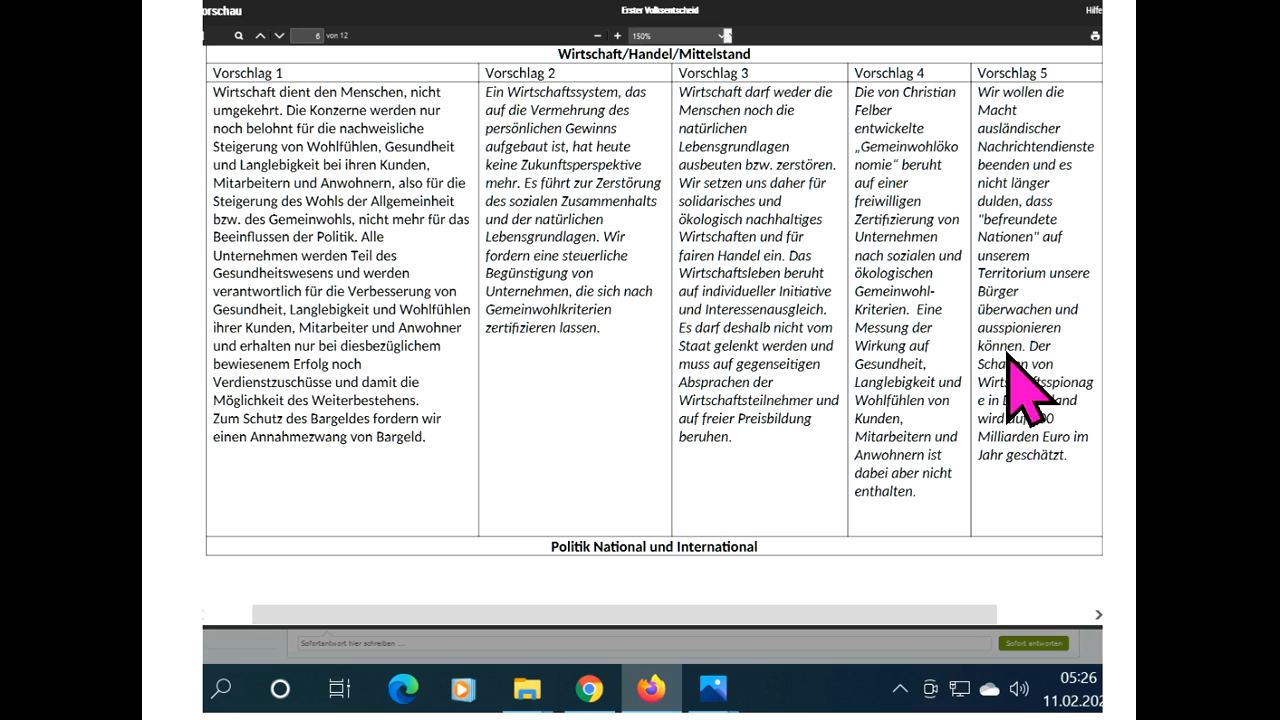 orschau
Erster Volksentscheid
Hilfe
6 von 12
150%
Wirtschaft/Handel/Mittelstand
Vorschlag 1
Wirtschaft dient den Menschen, nicht
umgekehrt. Die Konzerne werden nur
noch belohnt für die nachweisliche
Steigerung von Wohlfühlen, Gesundheit
und Langlebigkeit bei ihren Kunden,
Mitarbeitern und Anwohnern, also für die
Steigerung des Wohls der Allgemeinheit
bzw. des Gemeinwohls, nicht mehr für das
Beeinflussen der Politik. Alle
Unternehmen werden Teil des
Gesundheitswesens und werden
verantwortlich für die Verbesserung von
Gesundheit, Langlebigkeit und Wohlfühlen
ihrer Kunden, Mitarbeiter und Anwohner
und erhalten nur bei diesbezüglichem
bewiesenem Erfolg noch
Verdienstzuschüsse und damit die
Möglichkeit des Weiterbestehens.
Zum Schutz des Bargeldes fordern wir
einen Annahmezwang von Bargeld.
Vorschlag 2
Ein Wirtschaftssystem, das
auf die Vermehrung des
persönlichen Gewinns
aufgebaut ist, hat heute
keine Zukunftsperspektive
mehr. Es führt zur Zerstörung
des sozialen Zusammenhalts
und der natürlichen
Lebensgrundlagen. Wir
fordern eine steuerliche
Begünstigung von
Unternehmen, die sich nach
Gemeinwohlkriterien
zertifizieren lassen.
Vorschlag 3
Wirtschaft darf weder die
Menschen noch die
natürlichen
Lebensgrundlagen
ausbeuten bzw. zerstören.
Wir setzen uns daher für
solidarisches und
ökologisch nachhaltiges
Wirtschaften und für
fairen Handel ein. Das
Wirtschaftsleben beruht
auf individueller Initiative
und Interessenausgleich.
Es darf deshalb nicht vom
Staat gelenkt werden und
muss auf gegenseitigen
Absprachen der
Wirtschaftsteilnehmer und
auf freier Preisbildung
beruhen.
Vorschlag 4
Die von Christian
Felber
entwickelte
„Gemeinwohlöko
nomie“ beruht
auf einer
freiwilligen
Zertifizierung von
Unternehmen
nach sozialen und
ökologischen
Gemeinwohl-
Kriterien. Eine
Messung der
Wirkung auf
Gesundheit,
Langlebigkeit und
Wohlfühlen von
Kunden,
Mitarbeitern und
Anwohnern ist
dabei aber nicht
enthalten.
Vorschlag 5
Wir wollen die
Macht
ausländischer
Nachrichtendienste
beenden und es
nicht länger
dulden, dass
"befreundete
Nationen" auf
unserem
Territorium unsere
Bürger
überwachen und
ausspionieren
können. Der
von
e in
wird
Milliarden Euro im
Jahr geschätzt.
Politik National und International
Sofortantwort hier schreiben ...
Sofort antworten
05:26
11.02.202